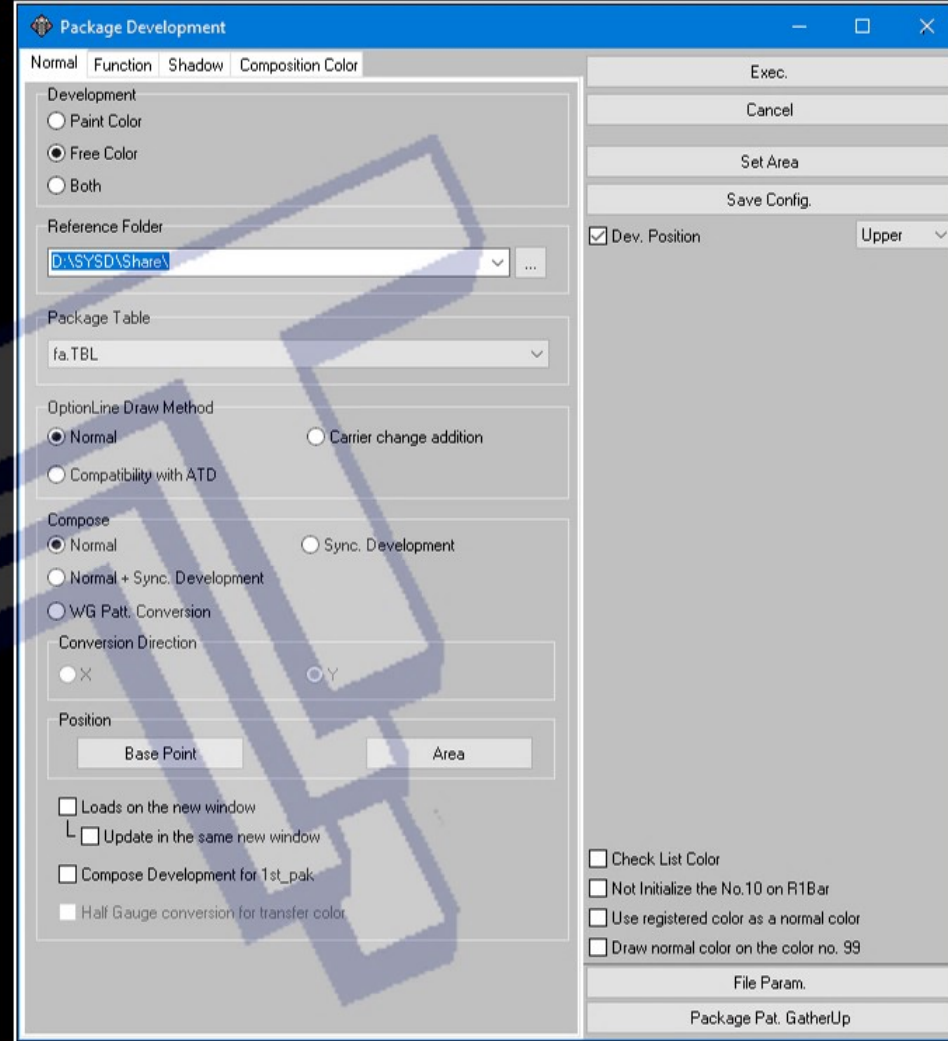 Package Development
Normal Function Shadow Composition Color
Development
Paint Color
Free Color
Both
Reference Folder
D:\SYSD\Share\
...
Package Table
fa.TBL
OptionLine Draw Method
Normal Carrier change addition
Compatibility with ATD
Compose
Normal Sync. Development
Normal + Sync. Development
WG Patt. Conversion
Conversion Direction
X Y
Position
Base Point Area
Loads on the new window
Update in the same new window
Compose Development for 1st_pak
Half Gauge conversion for transfer color
Exec.
Cancel
Set Area
Save Config.
Dev. Position Upper
Check List Color
Not Initialize the No.10 on R1Bar
Use registered color as a normal color
Draw normal color on the color no. 99
File Param.
Package Pat. GatherUp